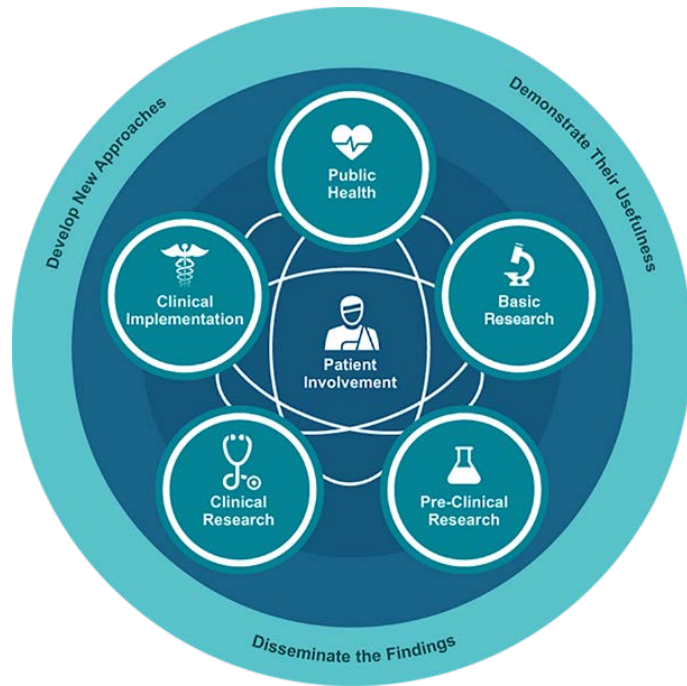 Develop New Approaches
Demonstrate Their Usefulness
Public
Health
Clinical
Implementation
Basic
Research
Patient
Involvement
Clinical
Research
Pre-Clinical
Research
Disseminate the Findings